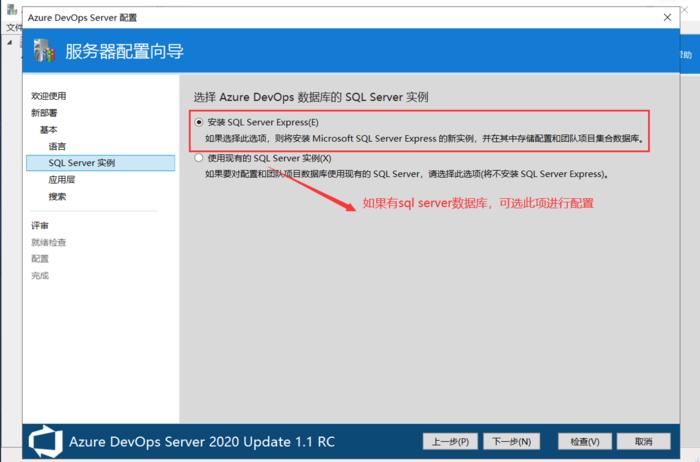 Azure DevOps Server 配置
文件
服务器配置向导
帮助
欢迎使用
新部署
基本
语言
SQL Server 实例
应用层
搜索
评审
就绪检查
配置
完成
选择 Azure DevOps 数据库的 SQL Server 实例
安装 SQL Server Express(E)
如果选择此选项，则将安装 Microsoft SQL Server Express 的新实例，并在其中存储配置和团队项目集合数据库。
使用现有的 SQL Server 实例(X)
如果要对配置和团队项目数据库使用现有的 SQL Server，请选择此选项(将不安装 SQL Server Express)。
如果有sql server数据库，可选此项进行配置
Azure DevOps Server 2020 Update 1.1 RC
上一步(P)
下一步(N)
检查(V)
取消